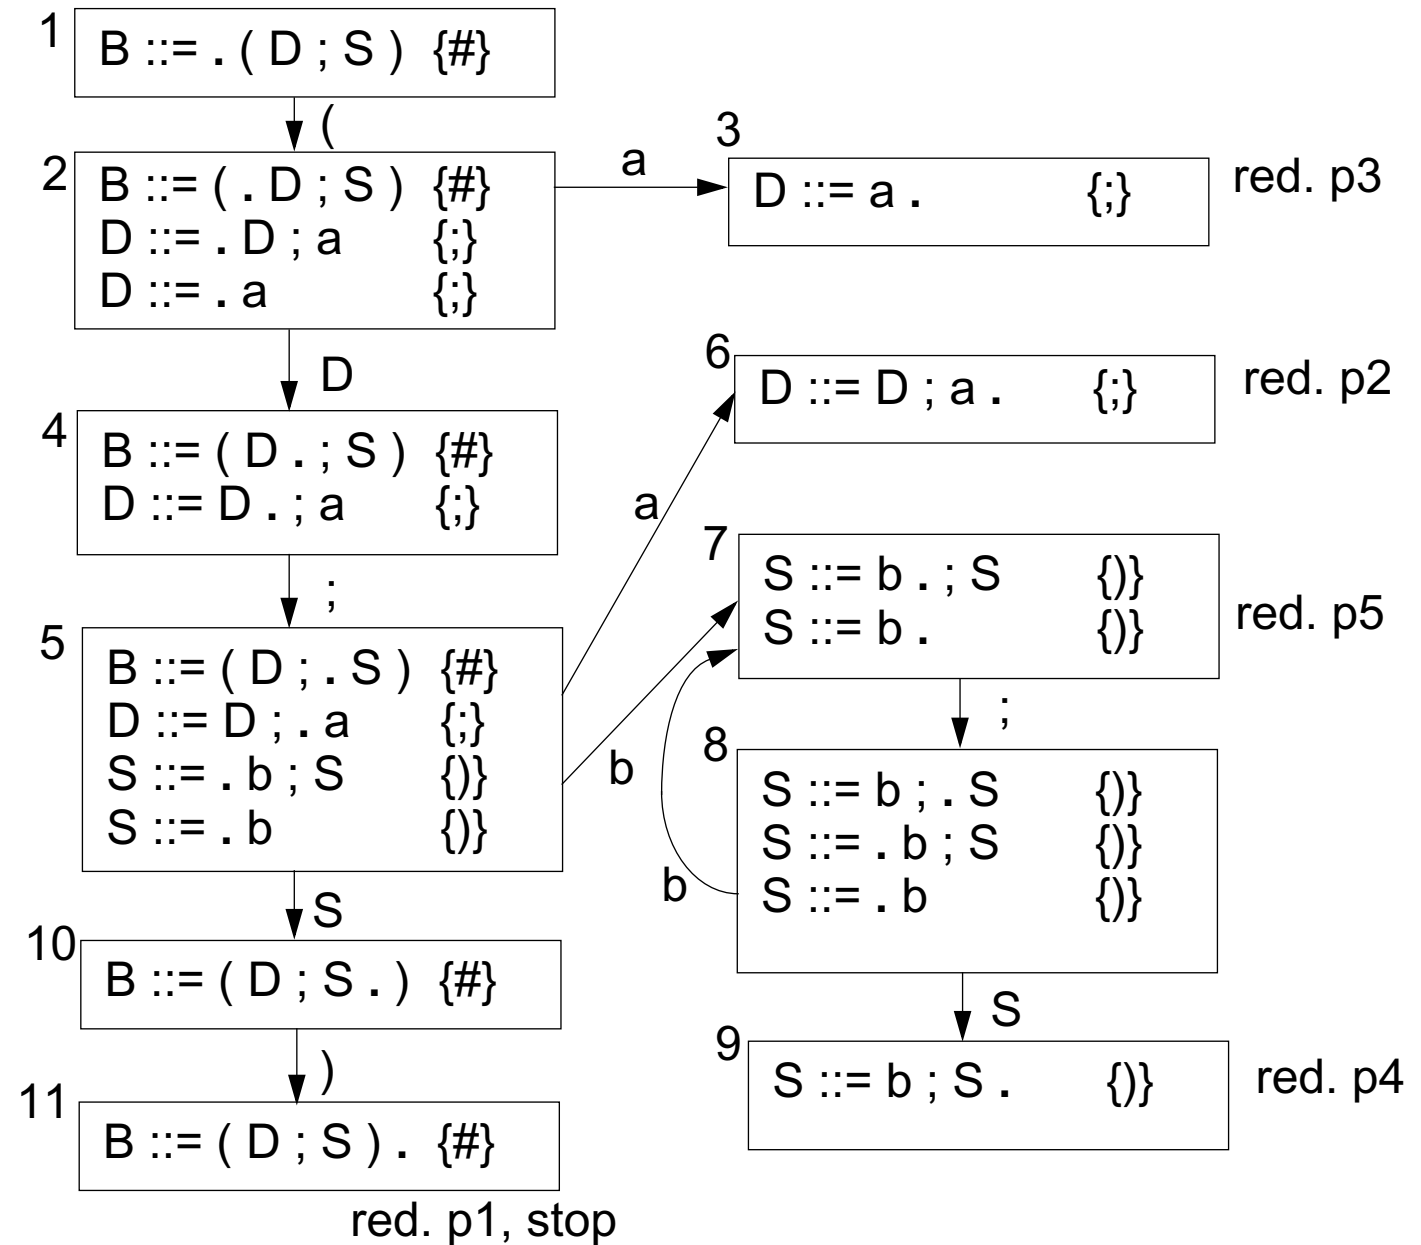 1
B ::= . ( D ; S ) {#}
(
2
B ::= ( . D ; S ) {#}
D ::= . D ; a {;}
D ::= . a {;}
a
3
D ::= a . {;}
red. p3
D
4
B ::= ( D . ; S ) {#}
D ::= D . ; a {;}
;
5
B ::= ( D ; . S ) {#}
D ::= D ; . a {;}
S ::= . b ; S {)}
S ::= . b {)}
a
6
D ::= D ; a . {;}
red. p2
b
7
S ::= b . ; S {)}
S ::= b . {)}
red. p5
;
8
S ::= b ; . S {)}
S ::= . b ; S {)}
S ::= . b {)}
b
S
9
S ::= b ; S . {)}
red. p4
S
10
B ::= ( D ; S . ) {#}
)
11
B ::= ( D ; S ) . {#}
red. p1, stop